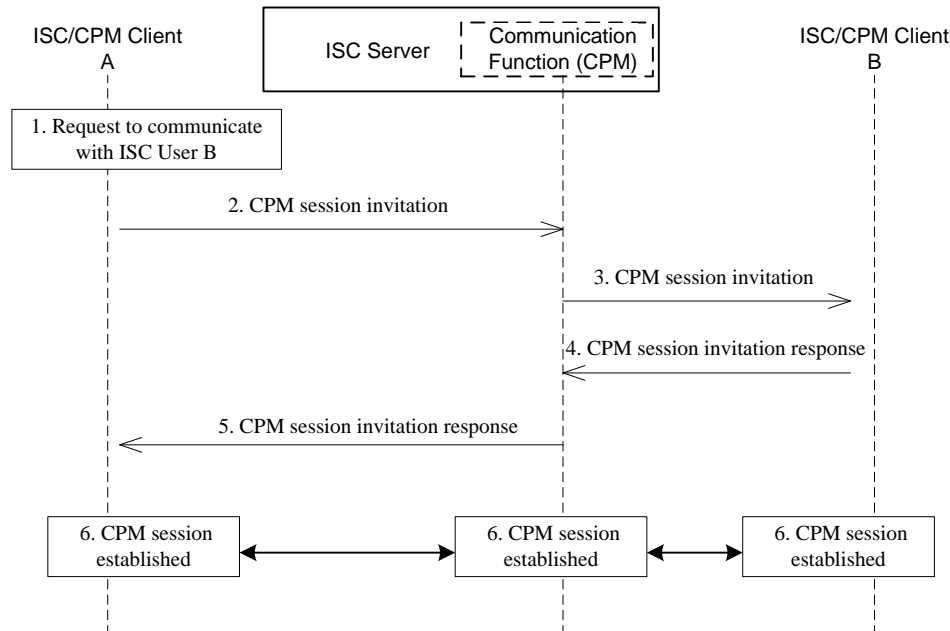 ISC/CPM Client
A
ISC Server
Communication
Function (CPM)
ISC/CPM Client
B
1. Request to communicate
with ISC User B
2. CPM session invitation
3. CPM session invitation
4. CPM session invitation response
5. CPM session invitation response
6. CPM session
established
6. CPM session
established
6. CPM session
established